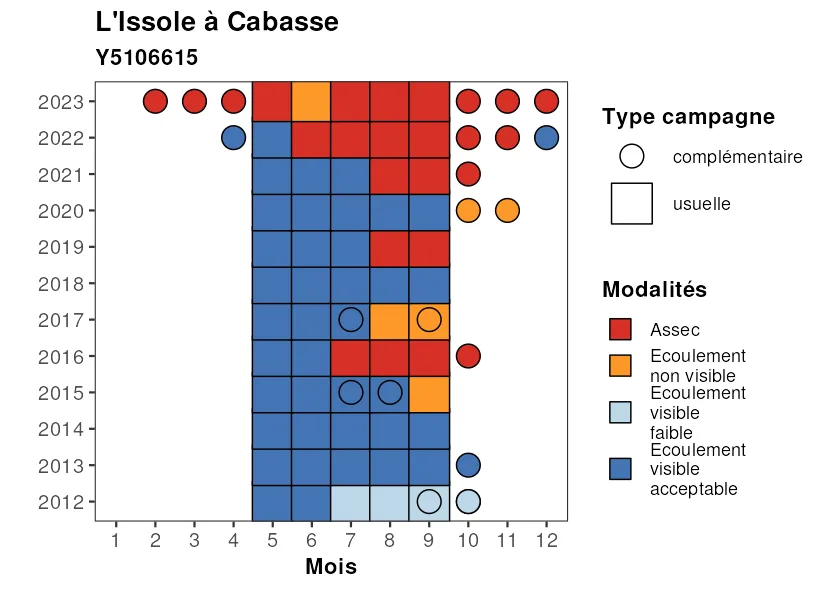 L'Issole à Cabasse
Y5106615
2023
2022
2021
2020
2019
2018
2017
2016
2015
2014
2013
2012
1 2 3 4 5 6 7 8 9 10 11 12
Mois
Type campagne
complémentaire
usuelle
Modalités
Assec
Ecoulement
non visible
Ecoulement
visible
faible
Ecoulement
visible
acceptable